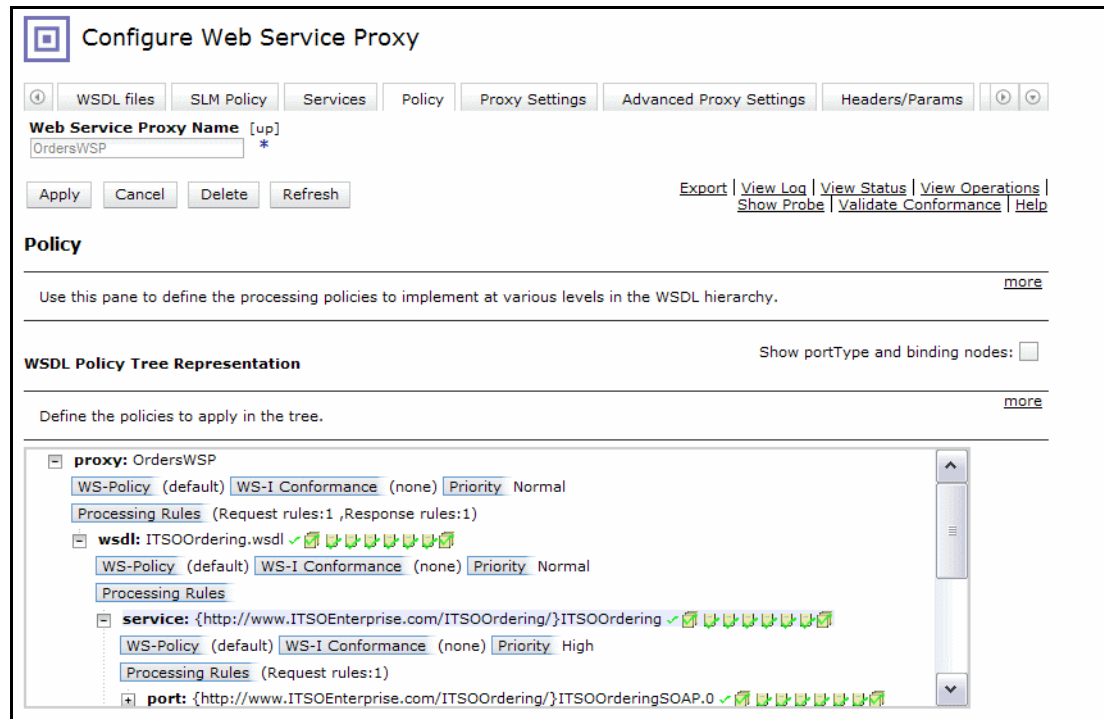 Configure Web Service Proxy
WSDL files SLM Policy Services Policy Proxy Settings Advanced Proxy Settings Headers/Params
Web Service Proxy Name [up]
OrdersWSP *
Apply Cancel Delete Refresh
Export | View Log | View Status | View Operations |
Show Probe | Validate Conformance | Help
Policy
more
Use this pane to define the processing policies to implement at various levels in the WSDL hierarchy.
Show portType and binding nodes:
WSDL Policy Tree Representation
more
Define the policies to apply in the tree.
proxy: OrdersWSP
WS-Policy (default) WS-I Conformance (none) Priority Normal
Processing Rules (Request rules:1 ,Response rules:1)
wsdl: ITSOOrdering.wsdl
WS-Policy (default) WS-I Conformance (none) Priority Normal
Processing Rules
service: {http://www.ITSOEnterprise.com/ITSOOrdering/}ITSOOrdering
WS-Policy (default) WS-I Conformance (none) Priority High
Processing Rules (Request rules:1)
port: {http://www.ITSOEnterprise.com/ITSOOrdering/}ITSOOrderingSOAP.0